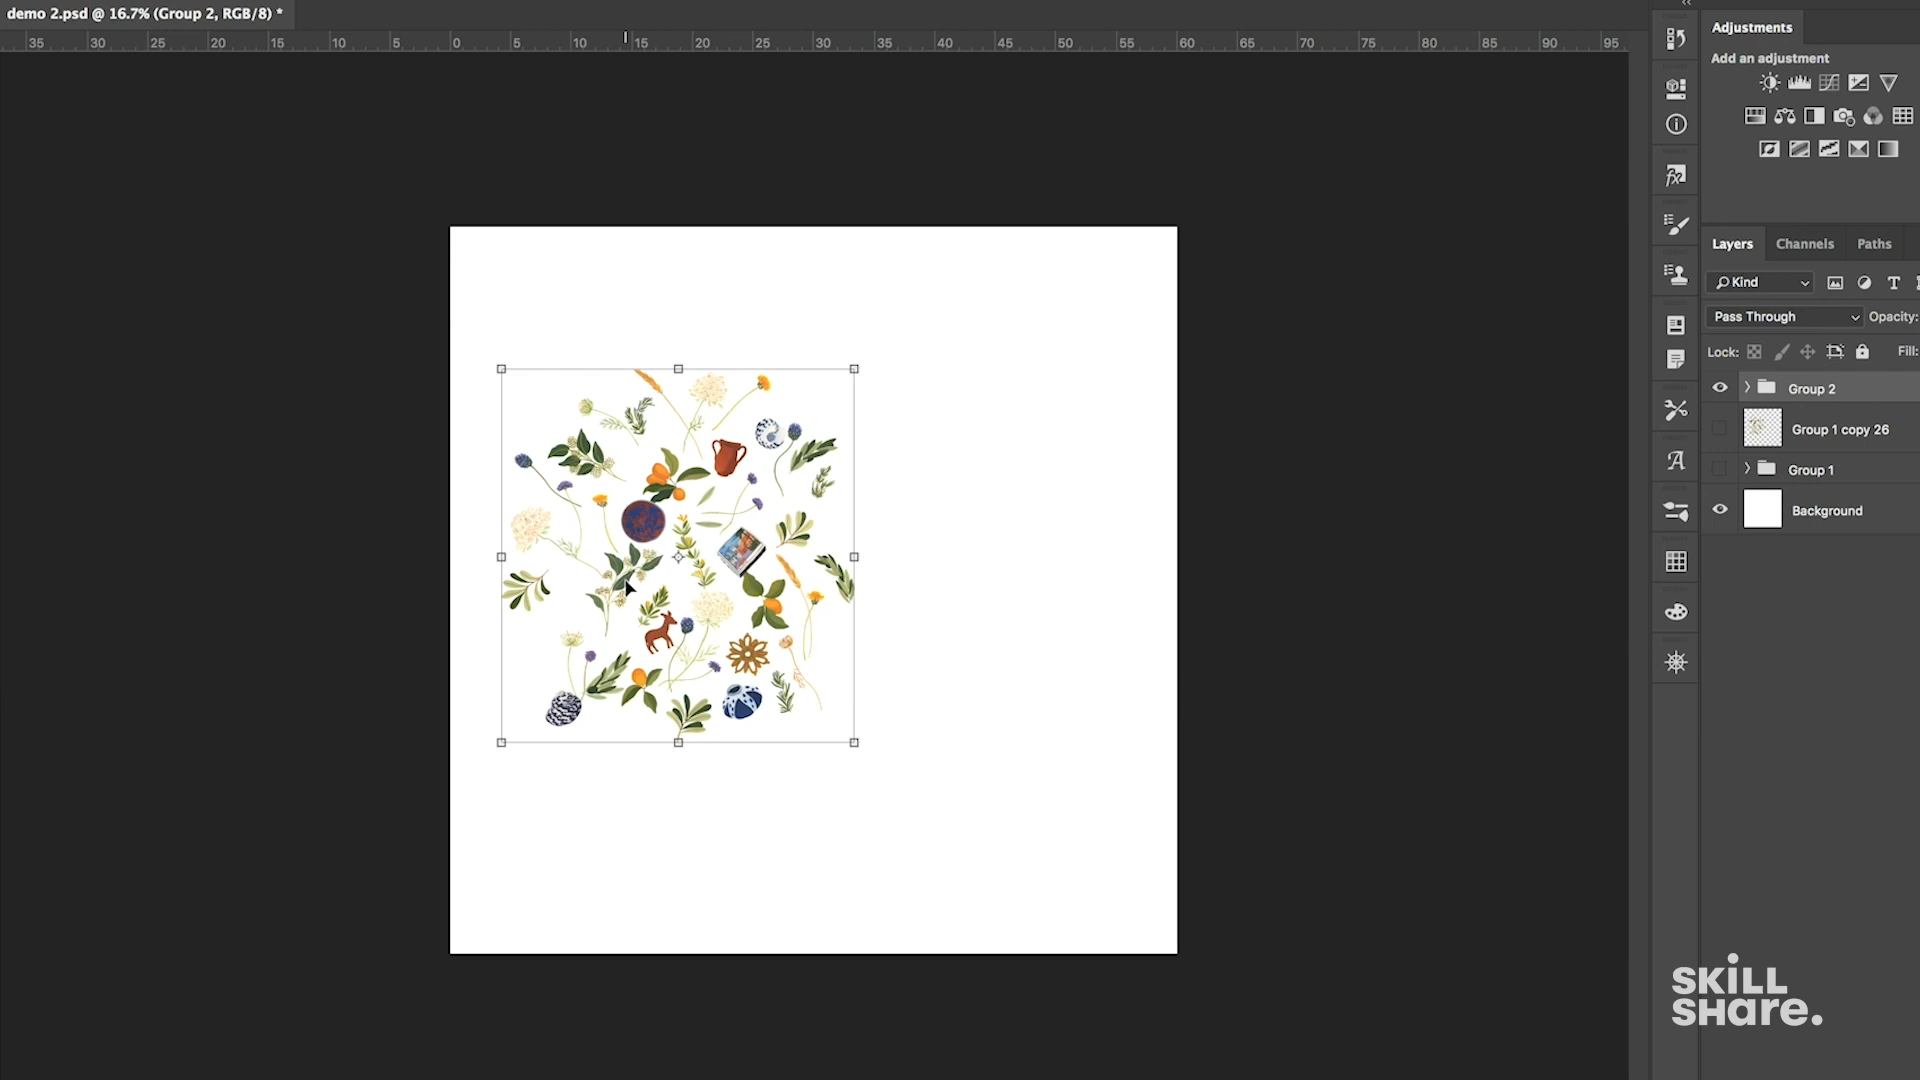 demo 2.psd @ 16.7% (Group 2, RGB/8) *
35 30 25 20 15 10 5 0 5 10 15 20 25 30 35 40 45 50 55 60 65 70 75 80 85 90 95
Adjustments
Add an adjustment
Layers Channels Paths
Kind
Pass Through Opacity:
Lock: Fill:
Group 2
Group 1 copy 26
Group 1
Background
SKILL
SHare.